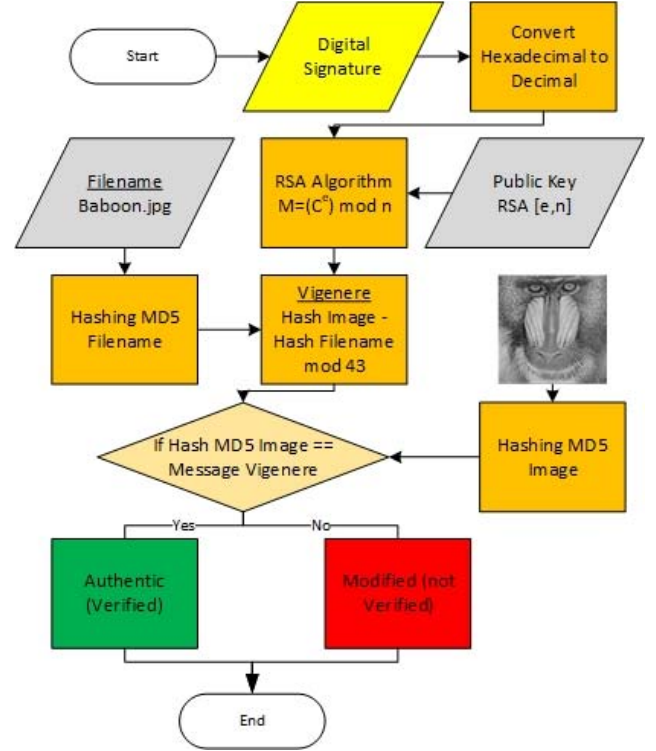 Start
Digital
Signature
Convert
Hexadecimal to
Decimal
Filename
Baboon.jpg
RSA Algorithm
M=(Cᵉ) mod n
Public Key
RSA [e,n]
Hashing MD5
Filename
Vigenere
Hash Image -
Hash Filename
mod 43
If Hash MD5 Image ==
Message Vigenere
Hashing MD5
Image
Yes
No
Authentic
(Verified)
Modified (not
Verified)
End